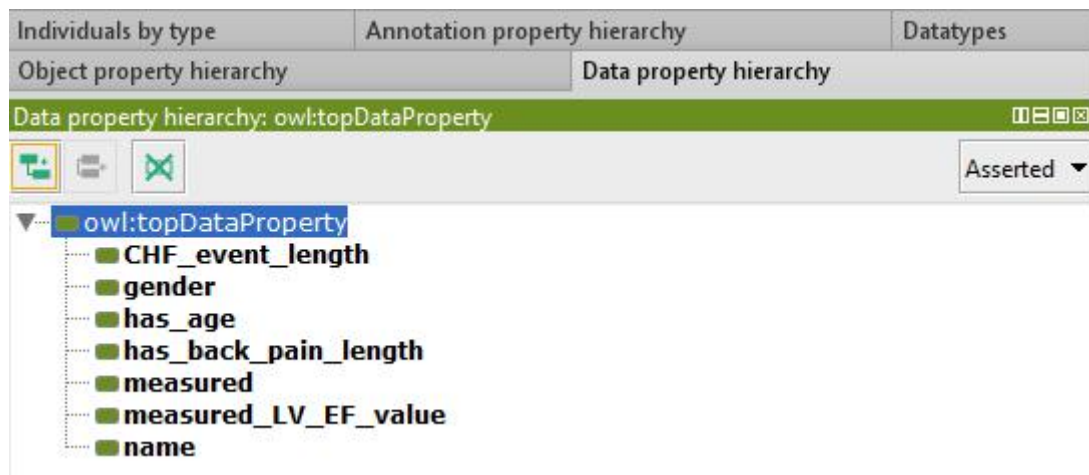 Individuals by type Annotation property hierarchy Datatypes
Object property hierarchy Data property hierarchy
Data property hierarchy: owl:topDataProperty
Asserted
owl:topDataProperty
CHF_event_length
gender
has_age
has_back_pain_length
measured
measured_LV_EF_value
name